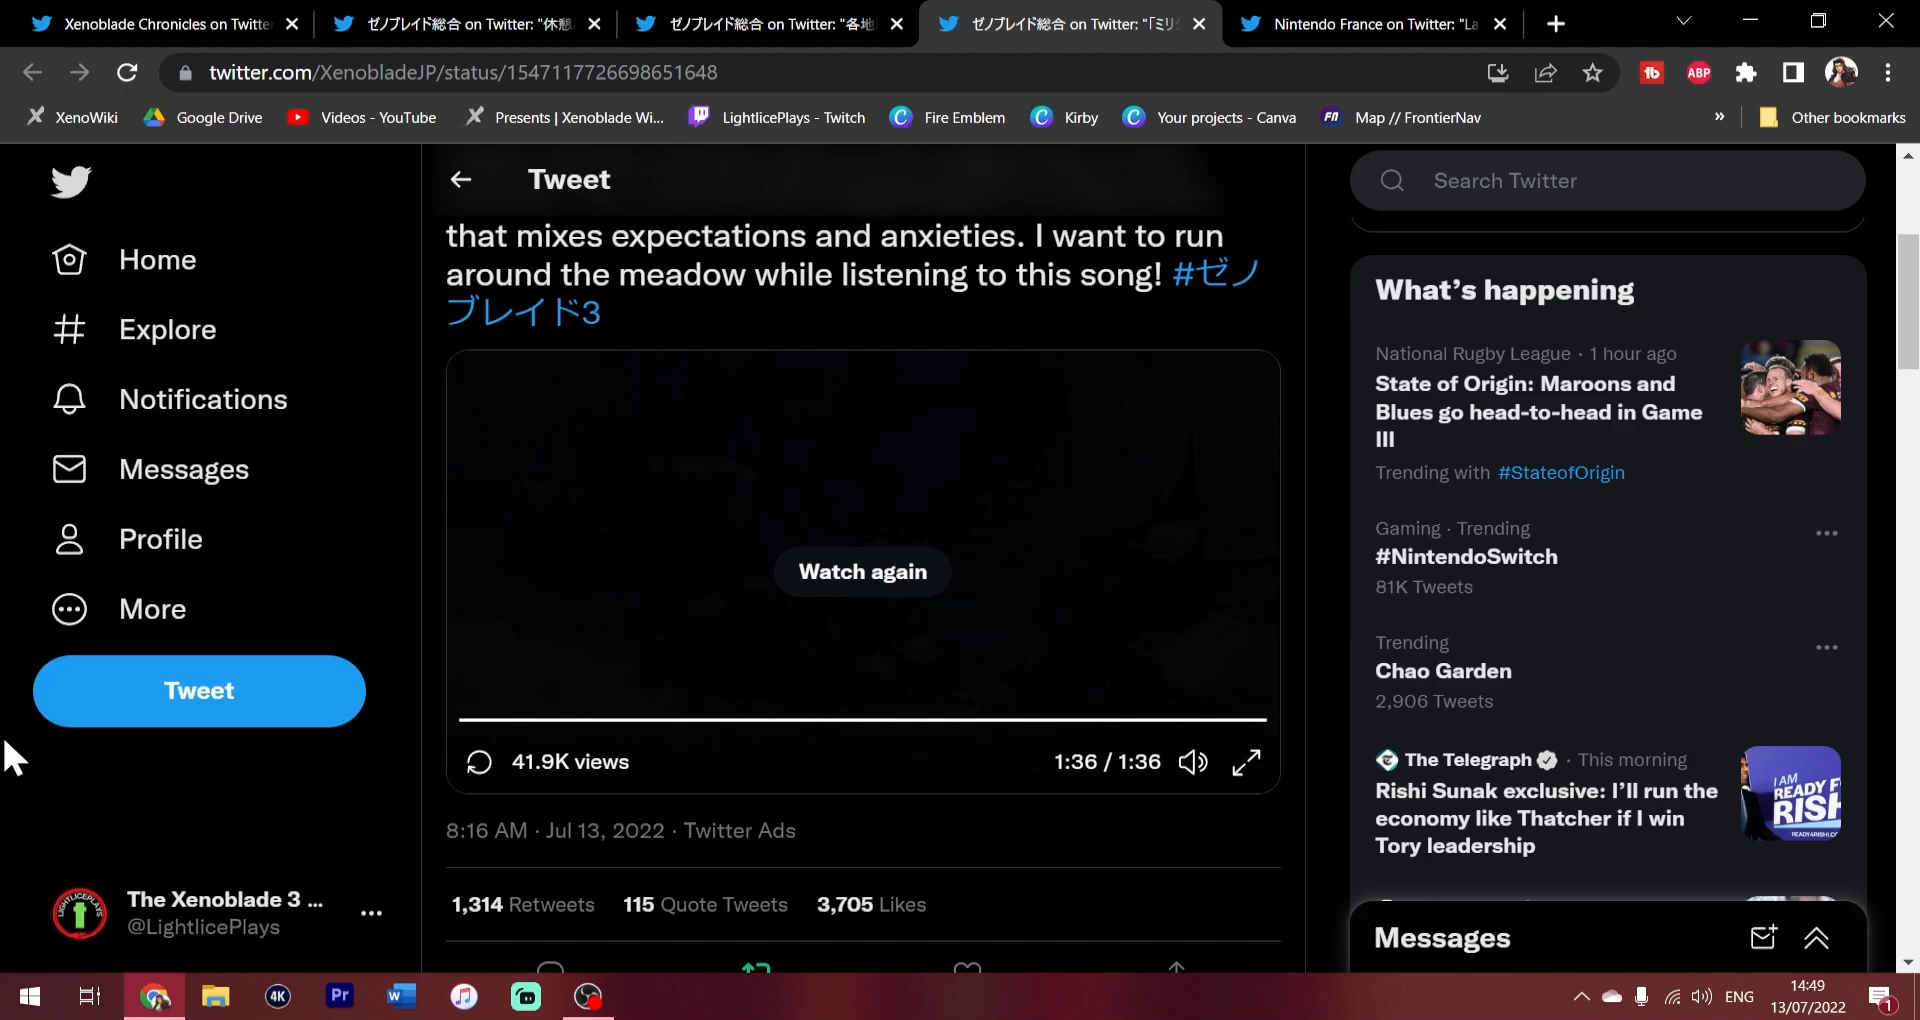 Xenoblade Chronicles on Twitte
ゼノブレイド総合 on Twitter: "休憩
ゼノブレイド総合 on Twitter: "各地
ゼノブレイド総合 on Twitter: "「ミリ
Nintendo France on Twitter: "La
twitter.com/XenobladeJP/status/1547117726698651648
XenoWiki
Google Drive
Videos - YouTube
Presents | Xenoblade Wi...
LightlicePlays - Twitch
Fire Emblem
Kirby
Your projects - Canva
FN
Map // FrontierNav
»
Other bookmarks
ABP
Home
Explore
Notifications
Messages
Profile
More
Tweet
The Xenoblade 3 ...
@LightlicePlays
Tweet
that mixes expectations and anxieties. I want to run
around the meadow while listening to this song! #ゼノ
ブレイド3
Watch again
41.9K views
1:36 / 1:36
8:16 AM · Jul 13, 2022 · Twitter Ads
1,314 Retweets 115 Quote Tweets 3,705 Likes
Search Twitter
What's happening
National Rugby League · 1 hour ago
State of Origin: Maroons and
Blues go head-to-head in Game
III
Trending with #StateofOrigin
Gaming · Trending
#NintendoSwitch
81K Tweets
Trending
Chao Garden
2,906 Tweets
The Telegraph · This morning
Rishi Sunak exclusive: I'll run the
economy like Thatcher if I win
Tory leadership
I AM
READY F
RISH
Messages
4K
Pr
W
ENG
14:49
13/07/2022
1